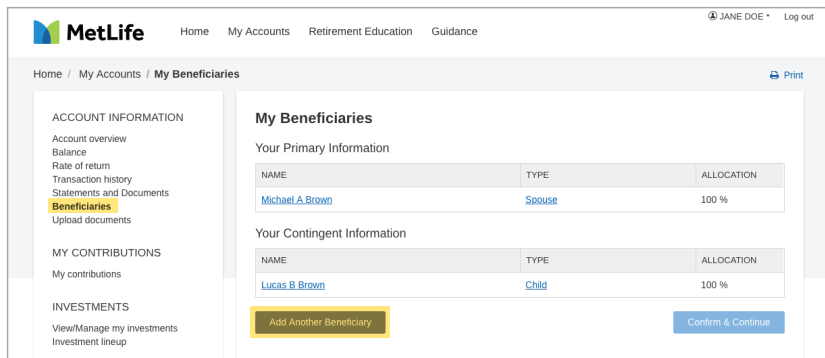 JANE DOE Log out
MetLife Home My Accounts Retirement Education Guidance
Home / My Accounts / My Beneficiaries
Print
ACCOUNT INFORMATION
Account overview
Balance
Rate of return
Transaction history
Statements and Documents
Beneficiaries
Upload documents
MY CONTRIBUTIONS
My contributions
INVESTMENTS
View/Manage my investments
Investment lineup
My Beneficiaries
Your Primary Information
NAME TYPE ALLOCATION
Michael A Brown Spouse 100 %
Your Contingent Information
NAME TYPE ALLOCATION
Lucas B Brown Child 100 %
Add Another Beneficiary Confirm & Continue